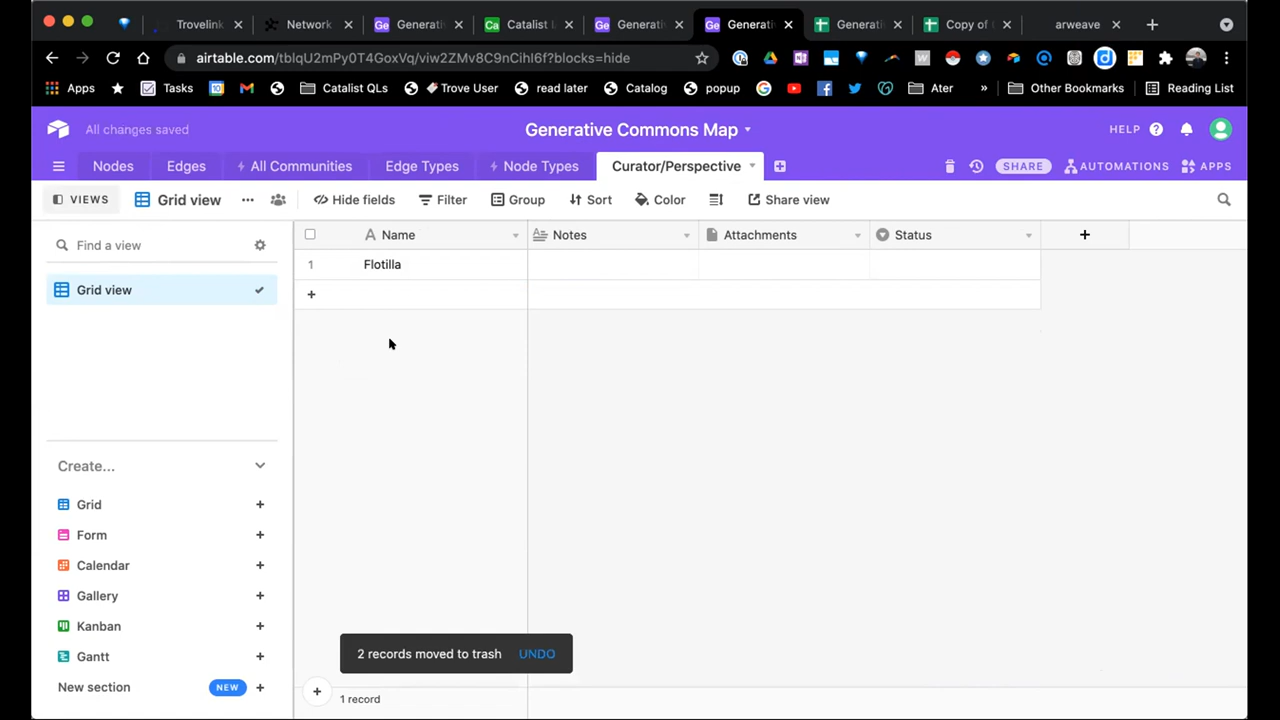 Trovelink
Network
Generativ
Catalist L
Generativ
Generativ
Generativ
Copy of
arweave
airtable.com/tblqU2mPy0T4GoxVq/viw2ZMv8C9nCihI6f?blocks=hide
Apps
Tasks
Catalist QLs
Trove User
read later
Catalog
popup
Ater
»
Other Bookmarks
Reading List
All changes saved
Generative Commons Map
HELP
Nodes
Edges
All Communities
Edge Types
Node Types
Curator/Perspective
SHARE
AUTOMATIONS
APPS
VIEWS
Grid view
Hide fields
Filter
Group
Sort
Color
Share view
Find a view
Name
Notes
Attachments
Status
1 Flotilla
Grid view
Create...
Grid
Form
Calendar
Gallery
Kanban
Gantt
New section NEW
2 records moved to trash UNDO
1 record